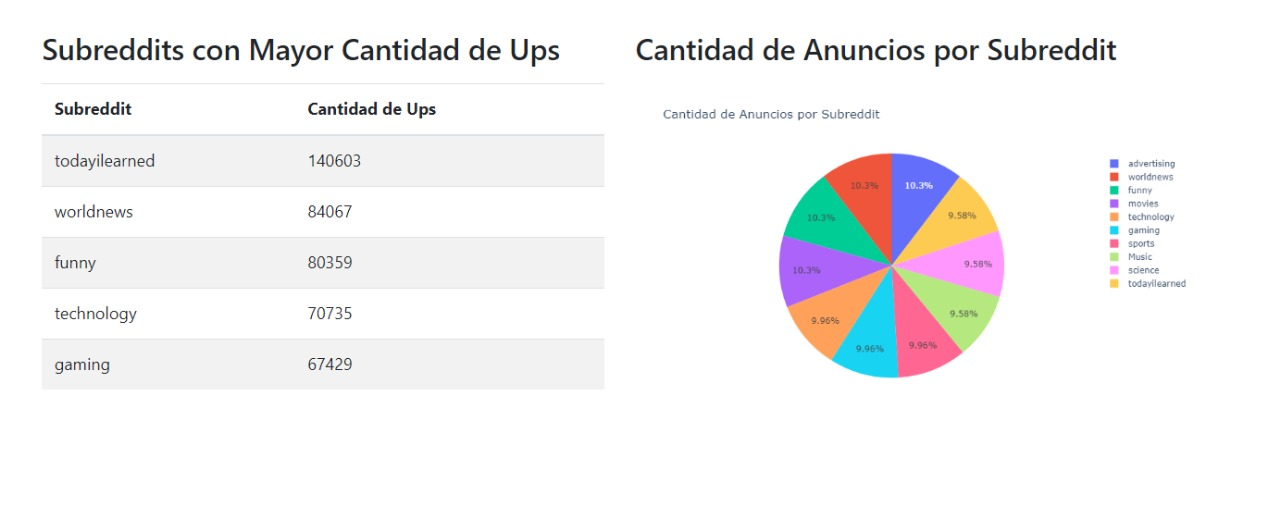 Subreddits con Mayor Cantidad de Ups
Subreddit Cantidad de Ups
todayilearned 140603
worldnews 84067
funny 80359
technology 70735
gaming 67429
Cantidad de Anuncios por Subreddit
Cantidad de Anuncios por Subreddit
10.3%
10.3%
9.58%
10.3%
9.58%
10.3%
9.58%
9.96%
9.96%
9.96%
advertising
worldnews
funny
movies
technology
gaming
sports
Music
science
todayilearned